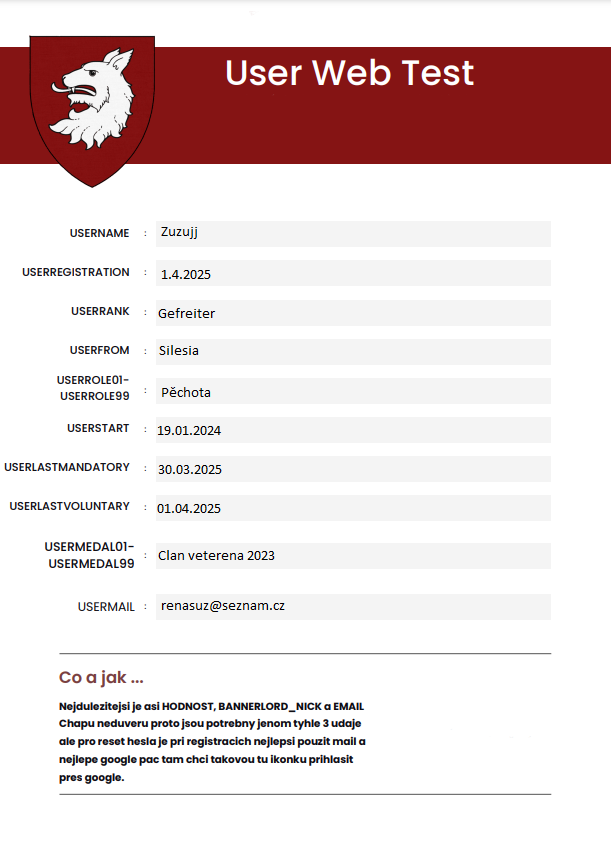 User Web Test
USERNAME : Zuzujj
USERREGISTRATION : 1.4.2025
USERRANK : Gefreiter
USERFROM : Silesia
USERROLE01-
USERROLE99 : Pěchota
USERSTART : 19.01.2024
USERLASTMANDATORY : 30.03.2025
USERLASTVOLUNTARY : 01.04.2025
USERMEDAL01-
USERMEDAL99 : Clan veterena 2023
USERMAIL : renasuz@seznam.cz
Co a jak ...
Nejdulezitejsi je asi HODNOST, BANNERLORD_NICK a EMAIL
Chapu neduveru proto jsou potrebny jenom tyhle 3 udaje
ale pro reset hesla je pri registracich nejlepsi pouzit mail a
nejlepe google pac tam chci takovou tu ikonku prihlasit
pres google.